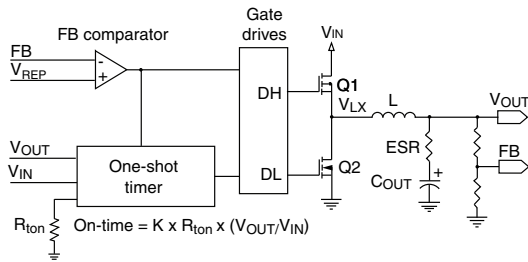 FB comparator
Gate drives
VIN
FB
VREP
-
+
DH
Q1
VLX
L
VOUT
ESR
FB
VOUT
VIN
One-shot timer
DL
Q2
COUT
+
Rton
On-time = K x Rton x (VOUT/VIN)